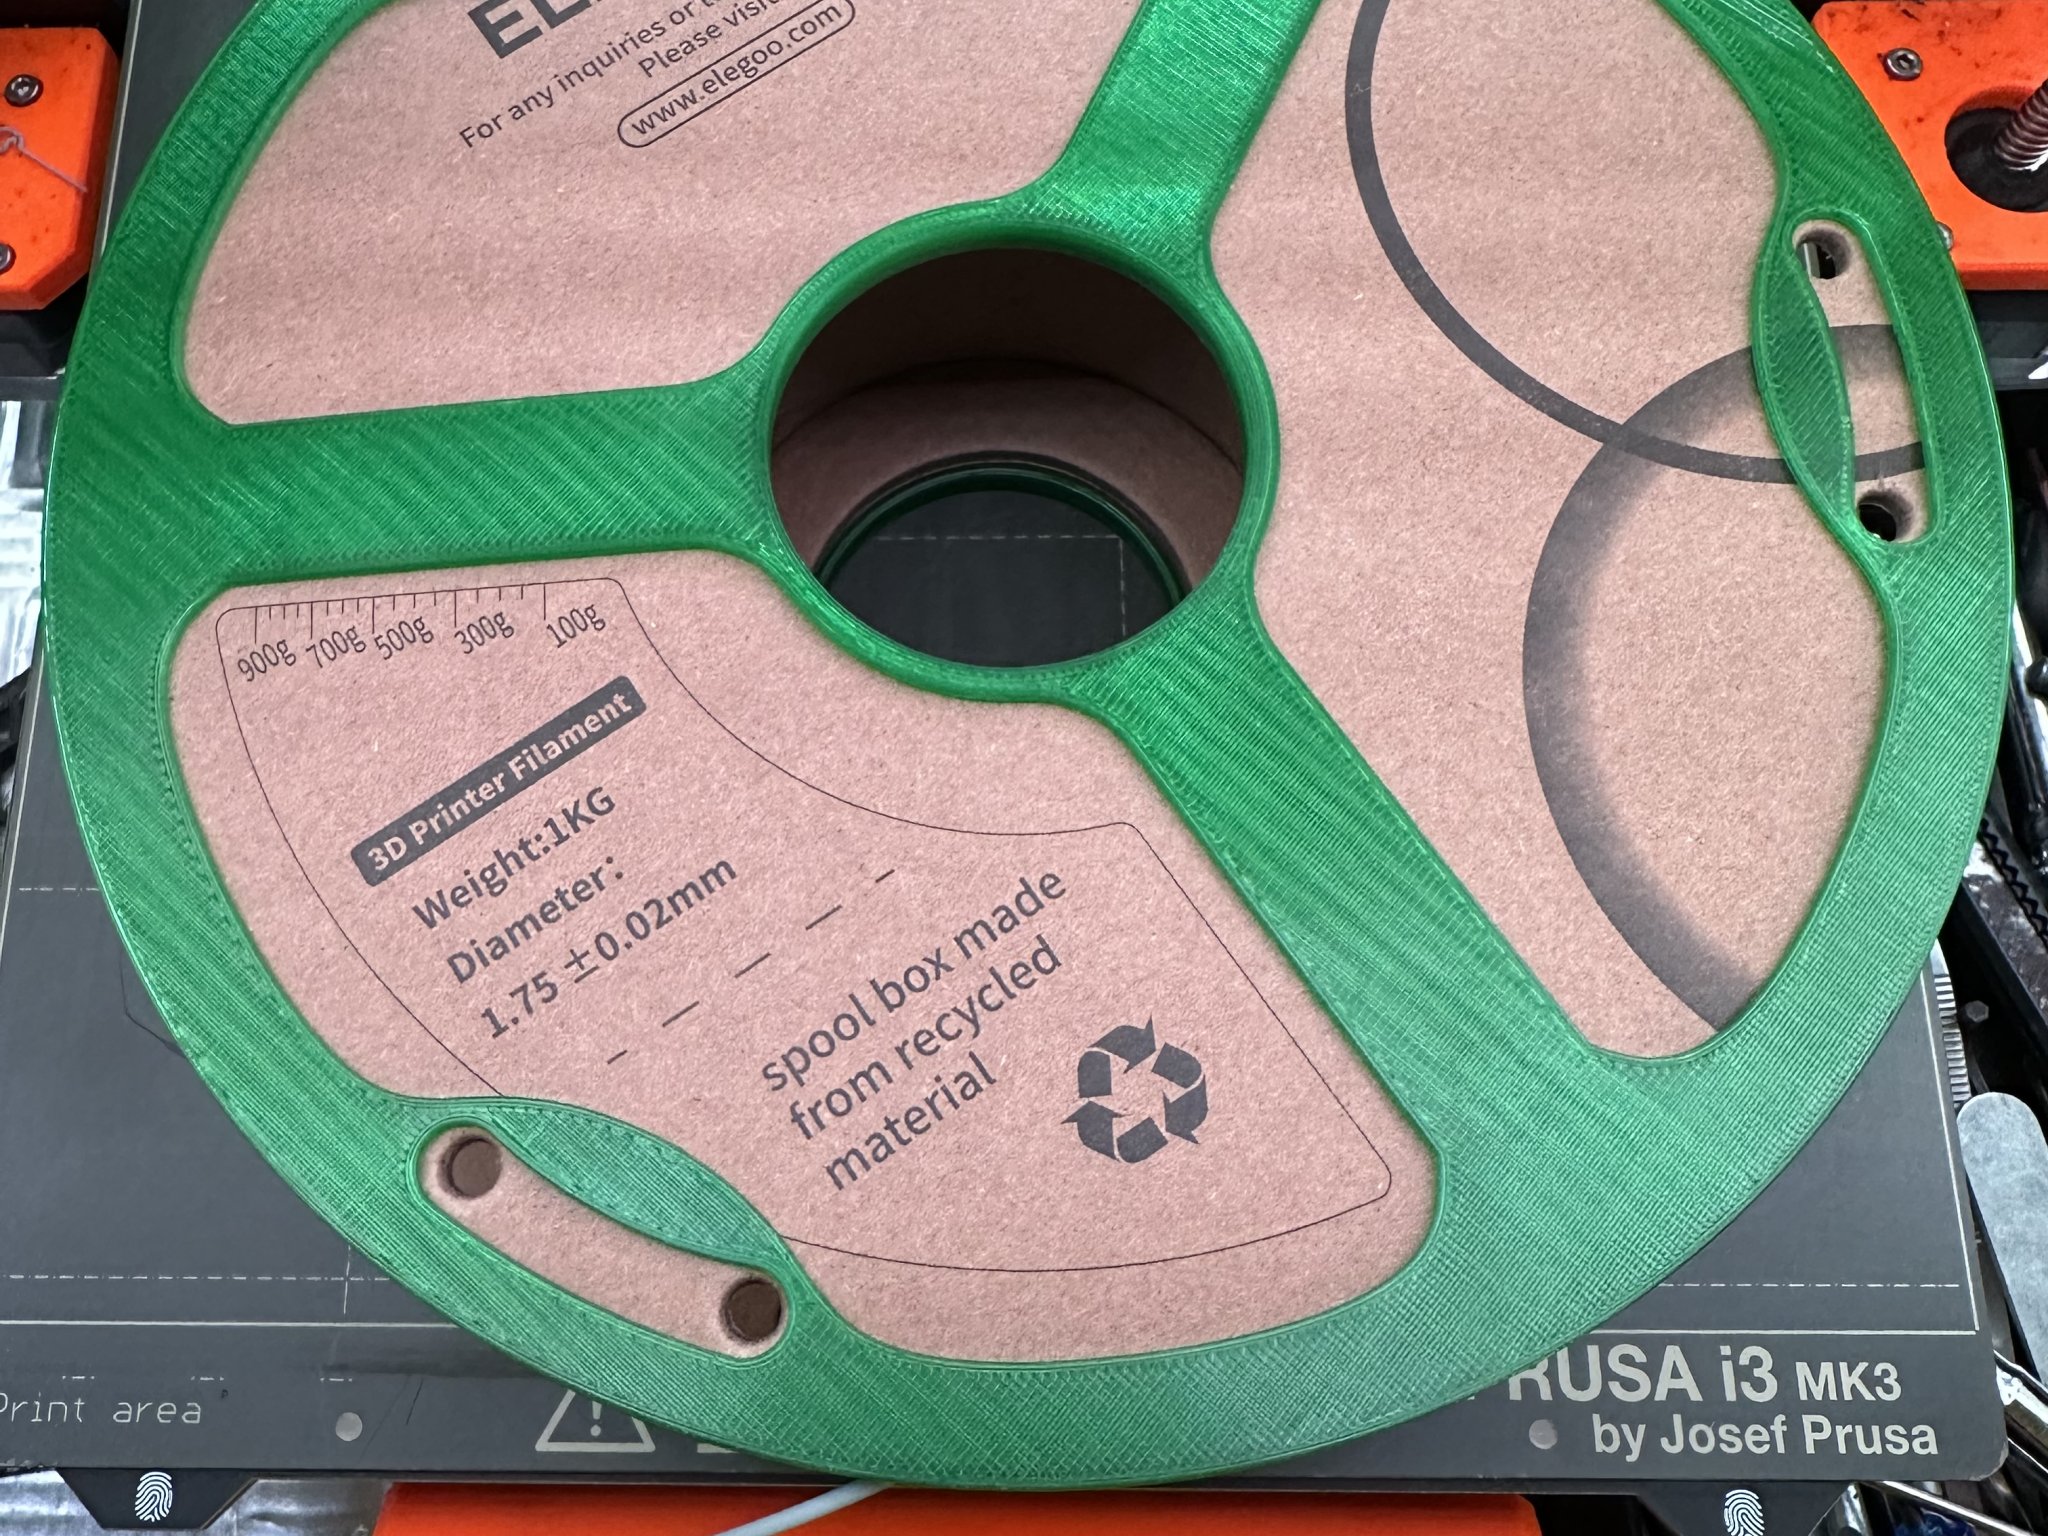 For any inquiries or
Please visi
www.elegoo.com
900g 700g 500g 300g 100g
3D Printer Filament
Weight:1KG
Diameter:
1.75 ±0.02mm
spool box made
from recycled
material
RUSA i3 MK3
by Josef Prusa
Print area